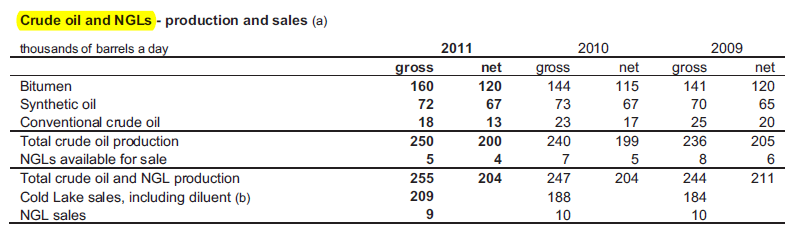 Crude oil and NGLs - production and sales (a)
thousands of barrels a day 2011 2010 2009
gross net gross net gross net
Bitumen 160 120 144 115 141 120
Synthetic oil 72 67 73 67 70 65
Conventional crude oil 18 13 23 17 25 20
Total crude oil production 250 200 240 199 236 205
NGLs available for sale 5 4 7 5 8 6
Total crude oil and NGL production 255 204 247 204 244 211
Cold Lake sales, including diluent (b) 209 188 184
NGL sales 9 10 10